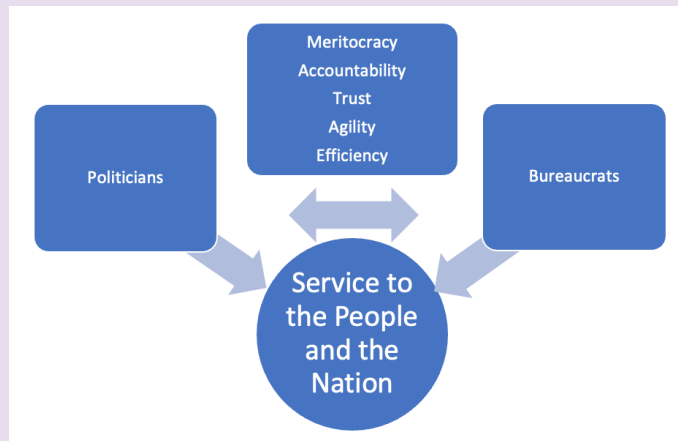 Meritocracy
Accountability
Trust
Agility
Efficiency
Politicians
Bureaucrats
Service to
the People
and the
Nation